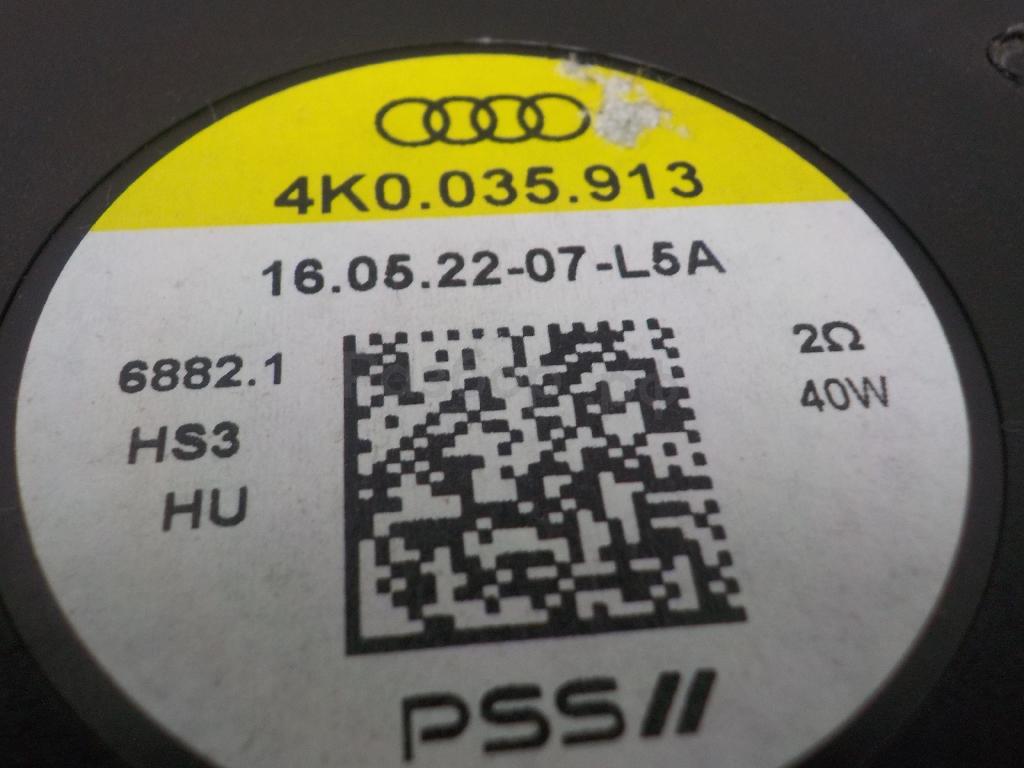 4K0.035.913
16.05.22-07-L5A
6882.1
HS3
HU
2Ω
40W
PSS